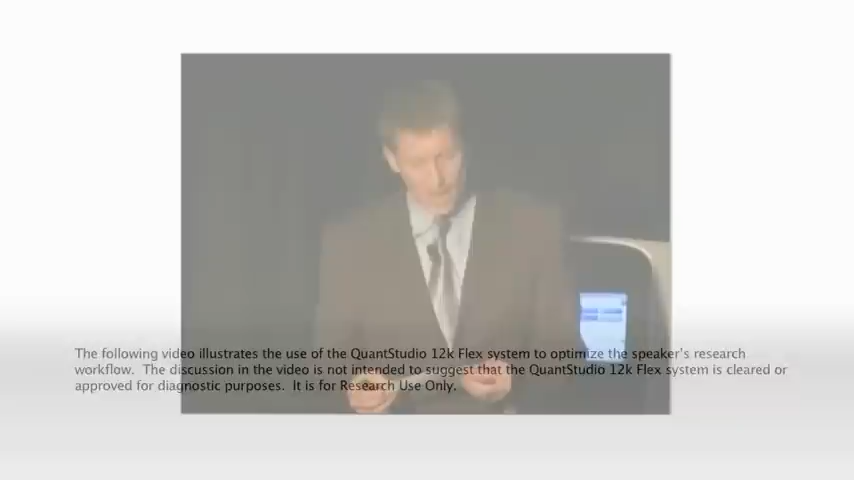 The following video illustrates the use of the QuantStudio 12k Flex system to optimize the speaker's research
workflow.  The discussion in the video is not intended to suggest that the QuantStudio 12k Flex system is cleared or
approved for diagnostic purposes.  It is for Research Use Only.